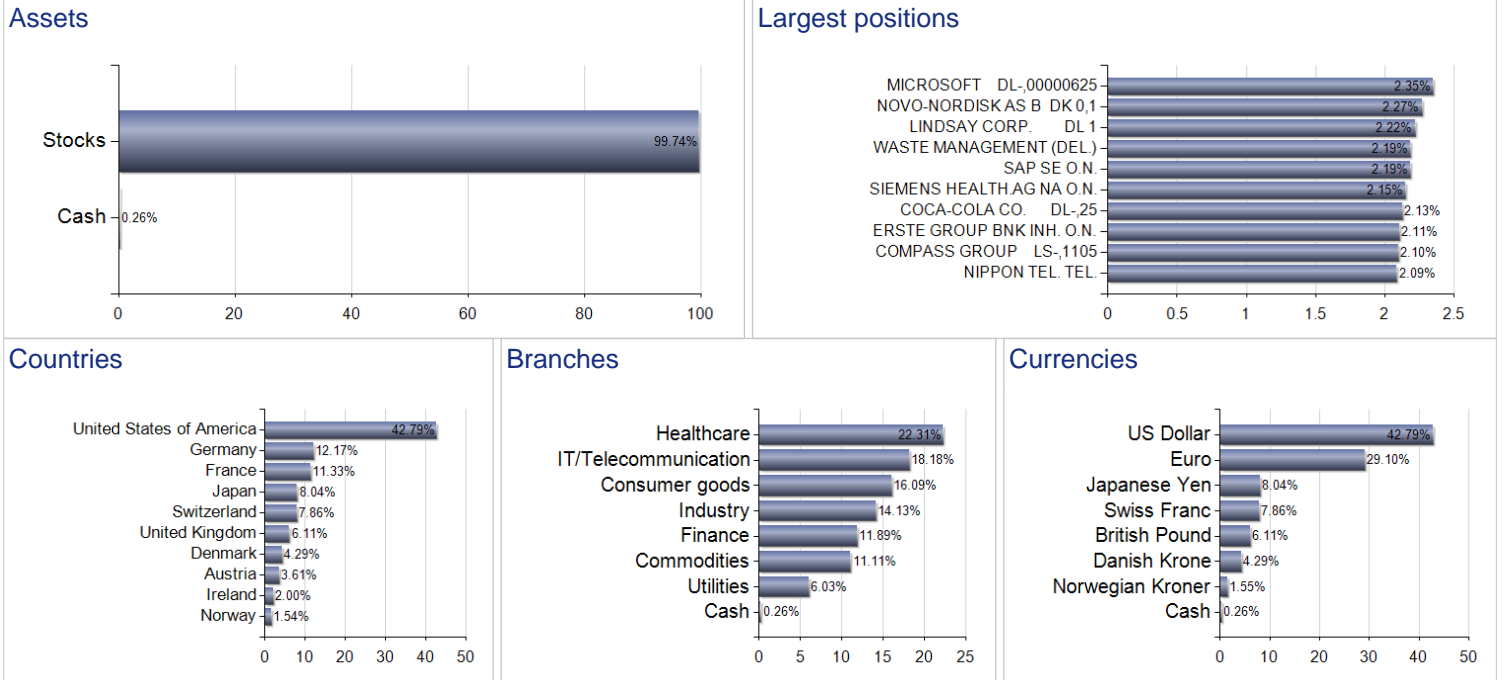 Assets
Stocks 99.74%
Cash 0.26%
0 20 40 60 80 100
Largest positions
MICROSOFT DL-,00000625 2.35%
NOVO-NORDISK AS B DK 0,1 2.27%
LINDSAY CORP. DL 1 2.22%
WASTE MANAGEMENT (DEL.) 2.19%
SAP SE O.N. 2.19%
SIEMENS HEALTH.AG NA O.N. 2.15%
COCA-COLA CO. DL-,25 2.13%
ERSTE GROUP BNK INH. O.N. 2.11%
COMPASS GROUP LS-,1105 2.10%
NIPPON TEL. TEL. 2.09%
0 0.5 1 1.5 2 2.5
Countries
United States of America 42.79%
Germany 12.17%
France 11.33%
Japan 8.04%
Switzerland 7.86%
United Kingdom 6.11%
Denmark 4.29%
Austria 3.61%
Ireland 2.00%
Norway 1.54%
0 10 20 30 40 50
Branches
Healthcare 22.31%
IT/Telecommunication 18.18%
Consumer goods 16.09%
Industry 14.13%
Finance 11.89%
Commodities 11.11%
Utilities 6.03%
Cash 0.26%
0 5 10 15 20 25
Currencies
US Dollar 42.79%
Euro 29.10%
Japanese Yen 8.04%
Swiss Franc 7.86%
British Pound 6.11%
Danish Krone 4.29%
Norwegian Kroner 1.55%
Cash 0.26%
0 10 20 30 40 50